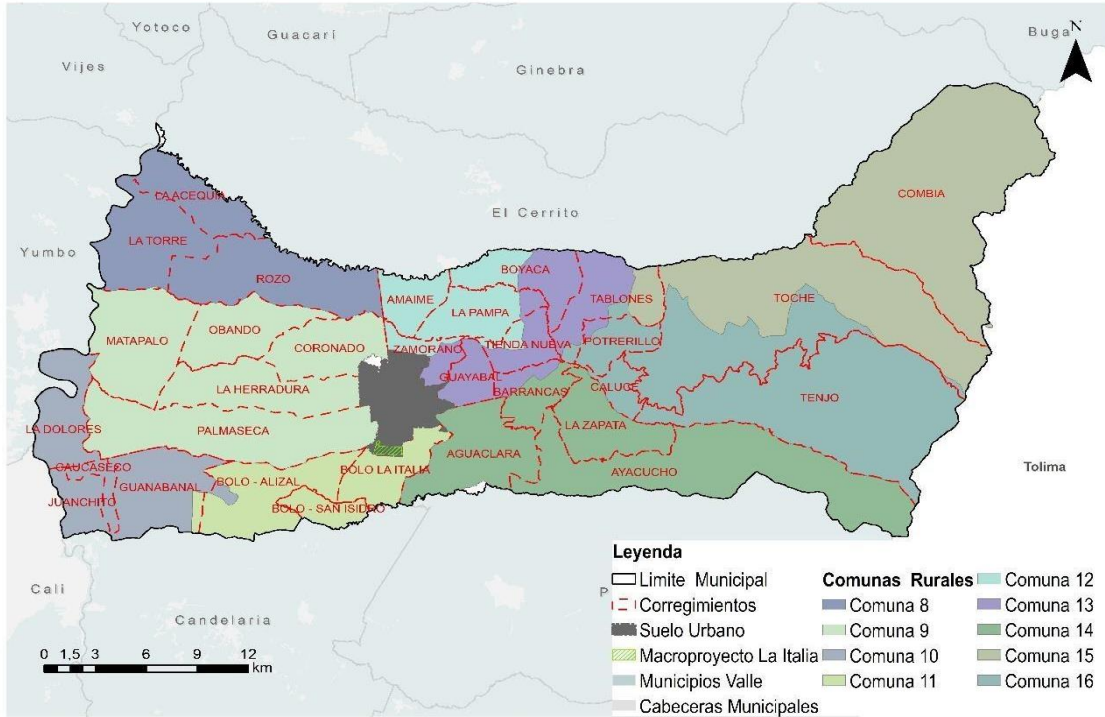 Yotoco
Guacarí
Buga
N
Vijes
Ginebra
COMBIA
LA ACEQUIA
El Cerrito
LA TORRE
Yumbo
ROZO
BOYACA
AMAIME
TABLONES
TOCHE
LA PAMPA
OBANDO
MATAPALO
CORONADO
ZAMORANO
TIENDA NUEVA
POTRERILLO
GUAYABAL
LA HERRADURA
BARRANCAS
CALUCE
TENJO
LA DOLORES
PALMASECA
LA ZAPATA
AGUACLARA
CAUCASECO
BOLO LA ITALIA
AYACUCHO
Tolima
GUANABANAL
BOLO - ALIZAL
JUANCHITO
BOLO - SAN ISIDRO
Cali
Candelaria
P
0 1,5 3 6 9 12
km
Leyenda
Limite Municipal
Corregimientos
Suelo Urbano
Macroproyecto La Italia
Municipios Valle
Cabeceras Municipales
Comunas Rurales
Comuna 8
Comuna 9
Comuna 10
Comuna 11
Comuna 12
Comuna 13
Comuna 14
Comuna 15
Comuna 16